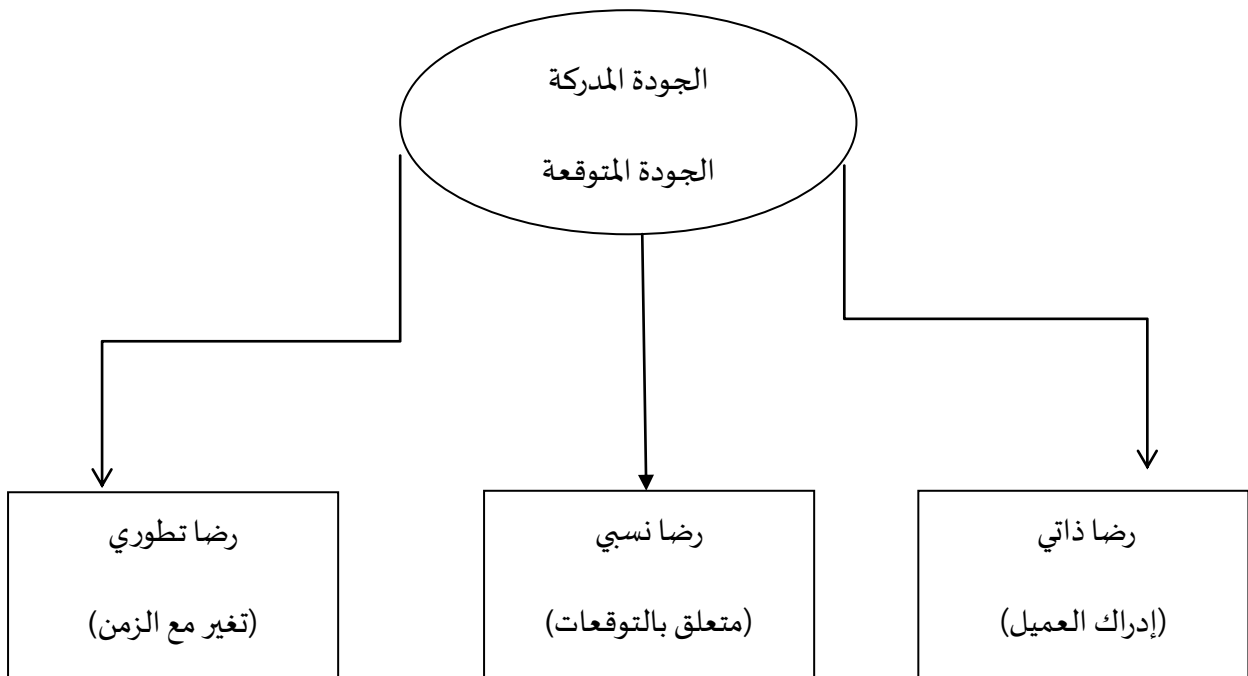 الجودة المدركة
الجودة المتوقعة
رضا ذاتي
(إدراك العميل)
رضا نسبي
(متعلق بالتوقعات)
رضا تطوري
(تغير مع الزمن)